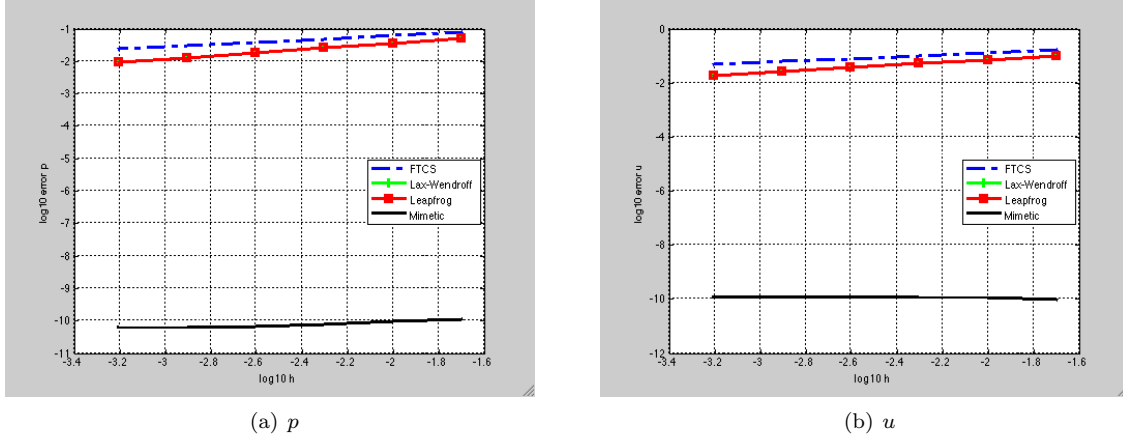 -1
-2
-3
-4
-5
-6
-7
-8
-9
-10
-11
-3.4
-3.2
-3
-2.8
-2.6
-2.4
-2.2
-2
-1.8
-1.6
log10 error p
log10 h
FTCS
Lax-Wendroff
Leapfrog
Mimetic
(a) p
0
-2
-4
-6
-8
-10
-12
-3.4
-3.2
-3
-2.8
-2.6
-2.4
-2.2
-2
-1.8
-1.6
log10 error u
log10 h
FTCS
Lax-Wendroff
Leapfrog
Mimetic
(b) u